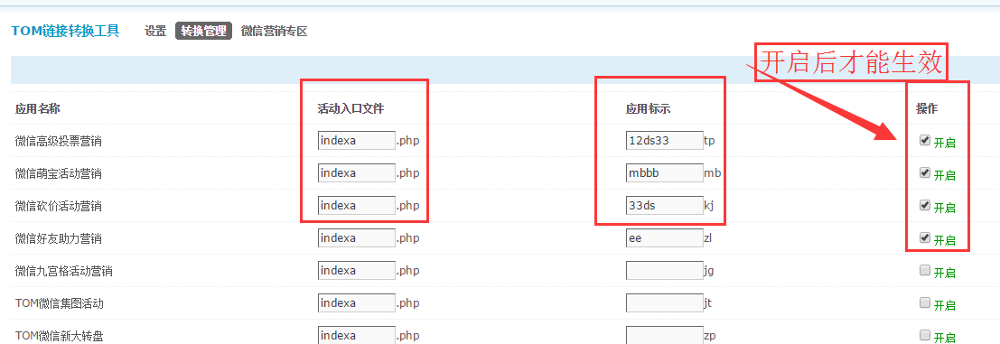 TOM链接转换工具 设置 转换管理 微信营销专区
开启后才能生效
应用名称 活动入口文件 应用标示 操作
微信高级投票营销 indexa .php 12ds33 tp 开启
微信萌宝活动营销 indexa .php mbbb mb 开启
微信砍价活动营销 indexa .php 33ds kj 开启
微信好友助力营销 indexa .php ee zl 开启
微信九宫格活动营销 indexa .php jg 开启
TOM微信集图活动 indexa .php jt 开启
TOM微信新大转盘 indexa .php zp 开启